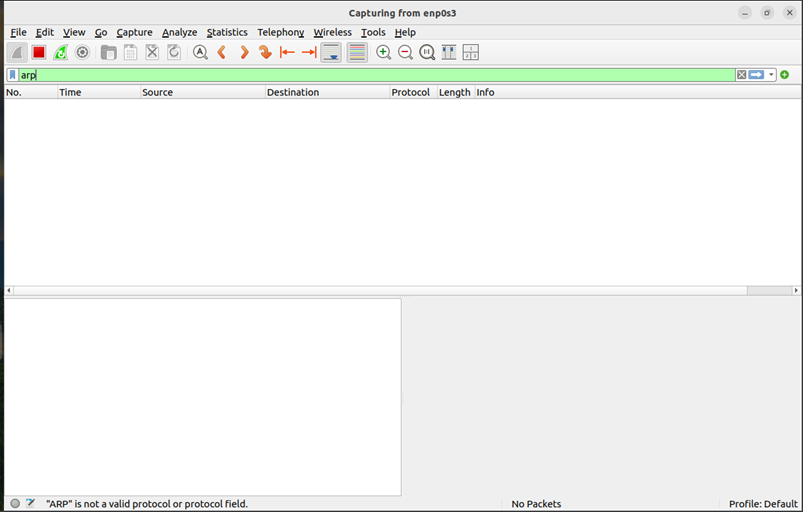 Capturing from enp0s3
File Edit View Go Capture Analyze Statistics Telephony Wireless Tools Help
arp
No. Time Source Destination Protocol Length Info
"ARP" is not a valid protocol or protocol field. No Packets Profile: Default